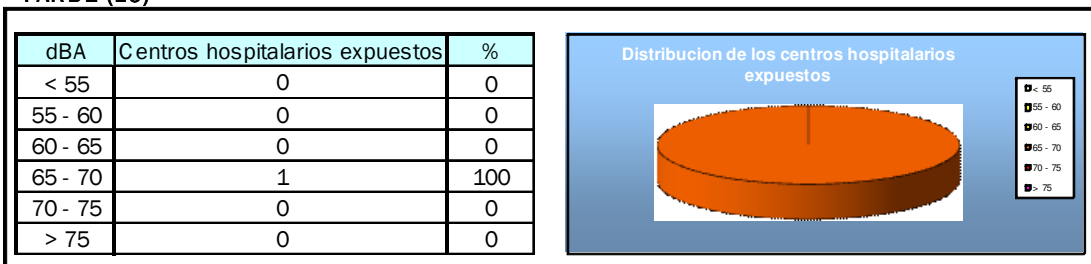 dBA Centros hospitalarios expuestos %
< 55 0 0
55 - 60 0 0
60 - 65 0 0
65 - 70 1 100
70 - 75 0 0
> 75 0 0
Distribucion de los centros hospitalarios
expuestos
< 55
55 - 60
60 - 65
65 - 70
70 - 75
> 75